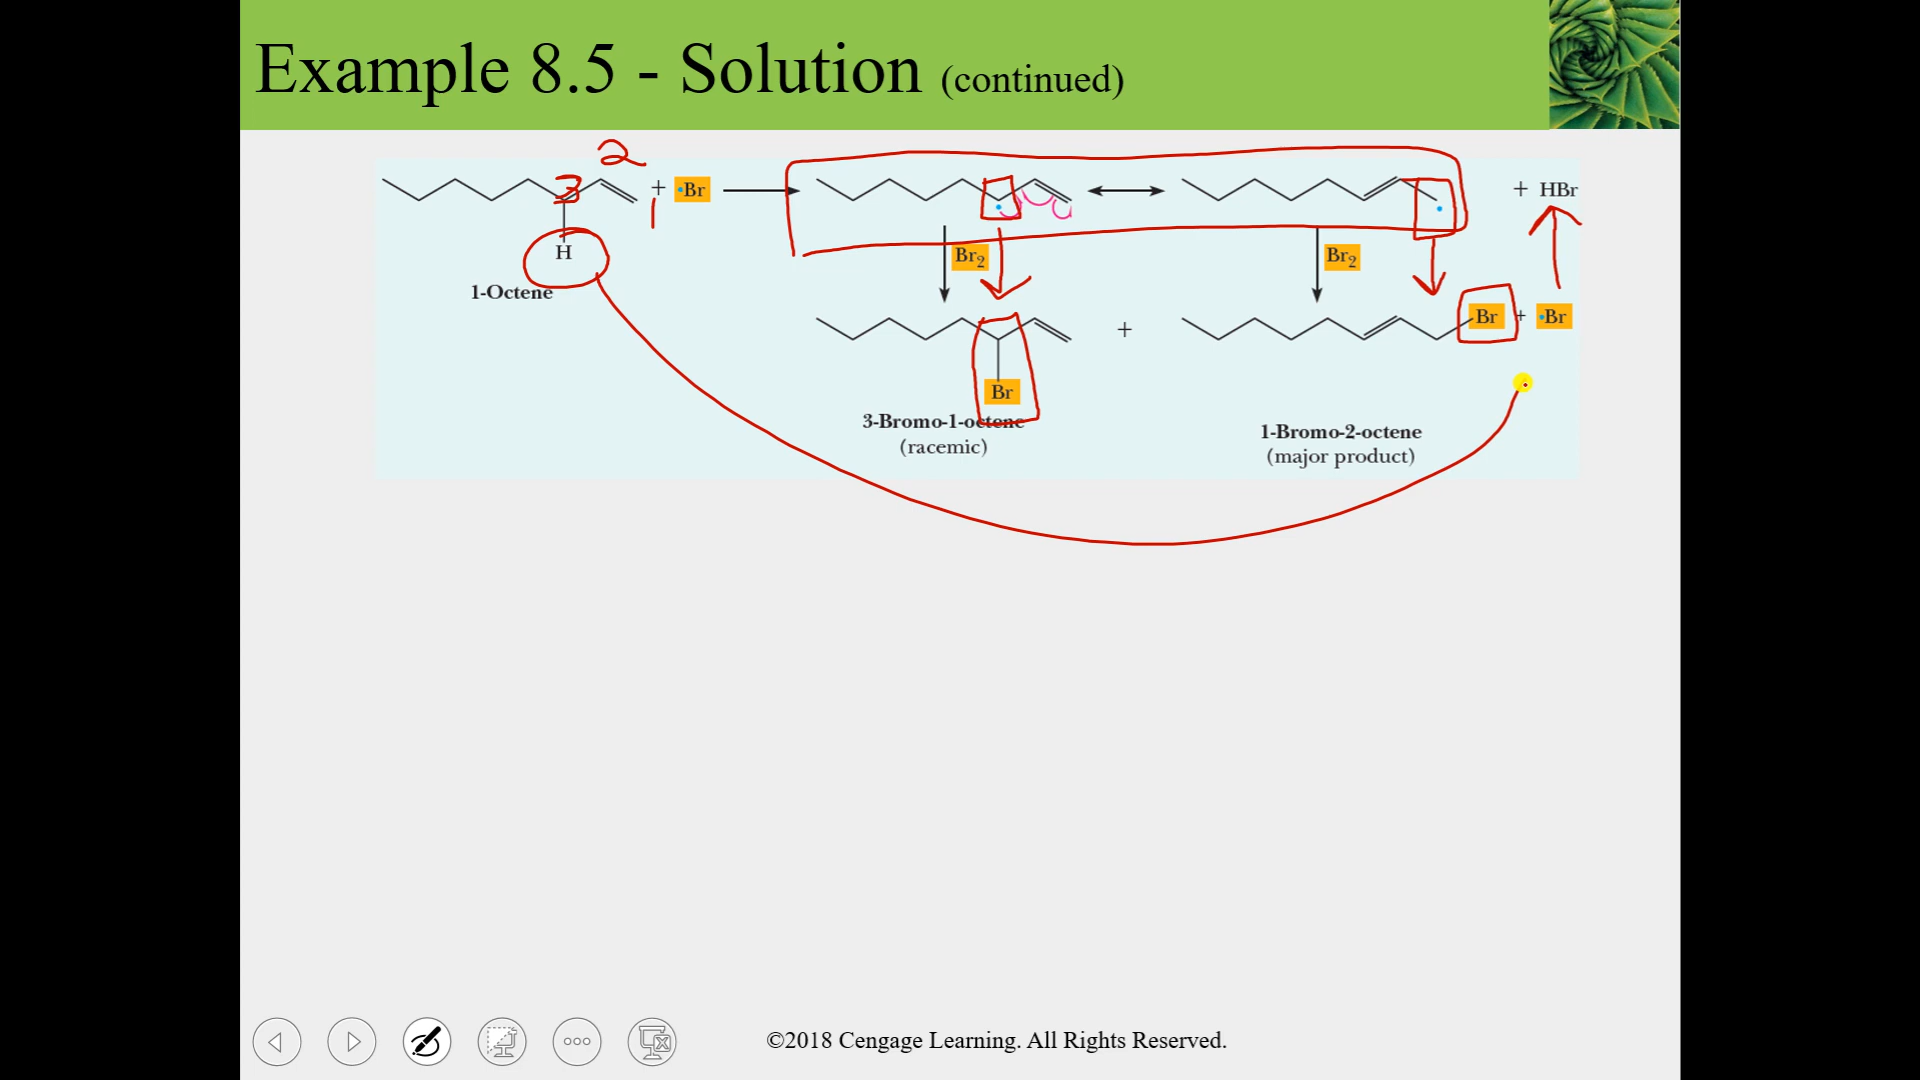 Example 8.5 - Solution (continued)
2
3 + •Br + HBr
1
H Br₂ Br₂
1-Octene
Br + •Br
+
Br
3-Bromo-1-octene
(racemic)
1-Bromo-2-octene
(major product)
©2018 Cengage Learning. All Rights Reserved.